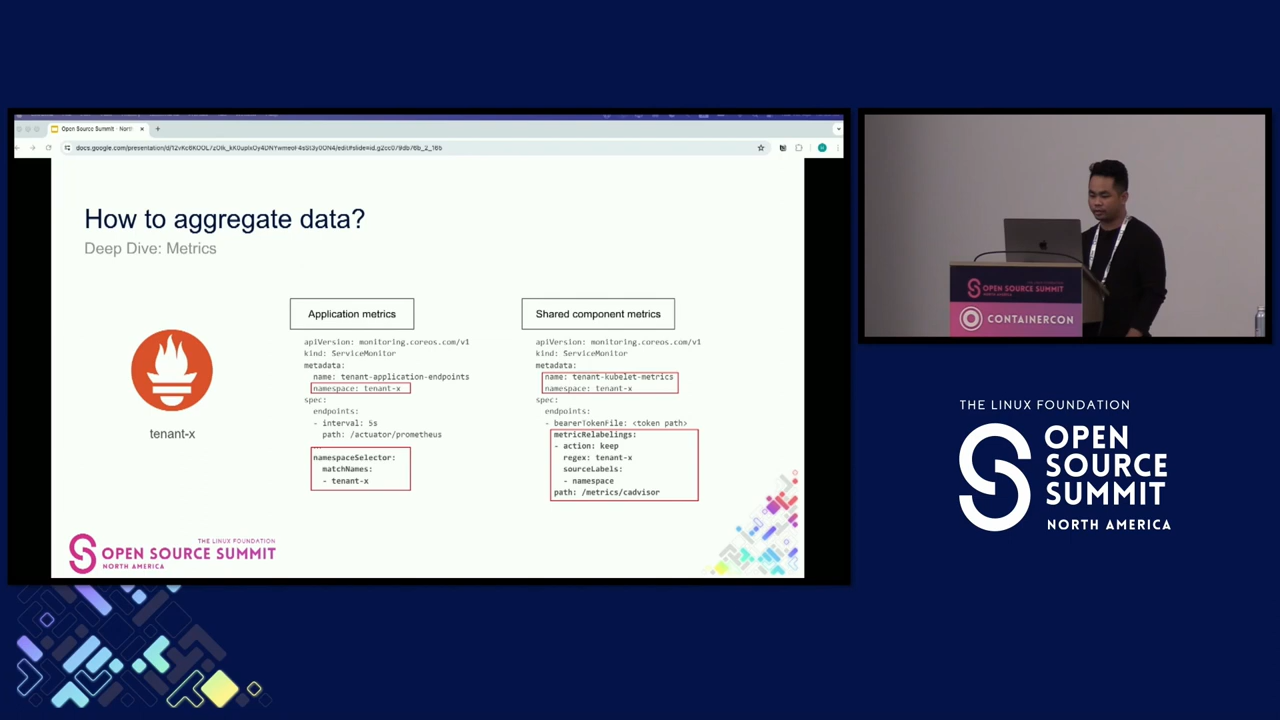 Open Source Summit - North
How to aggregate data?
Deep Dive: Metrics
tenant-x
Application metrics
apiVersion: monitoring.coreos.com/v1
kind: ServiceMonitor
metadata:
name: tenant-application-endpoints
namespace: tenant-x
spec:
endpoints:
- interval: 5s
path: /actuator/prometheus
namespaceSelector:
matchNames:
- tenant-x
Shared component metrics
apiVersion: monitoring.coreos.com/v1
kind: ServiceMonitor
metadata:
name: tenant-kubelet-metrics
namespace: tenant-x
spec:
endpoints:
- bearerTokenFile: <token path>
metricRelabelings:
- action: keep
regex: tenant-x
sourceLabels:
- namespace
path: /metrics/cadvisor
THE LINUX FOUNDATION
OPEN SOURCE SUMMIT
NORTH AMERICA
OPEN SOURCE SUMMIT
NORTH AMERICA
CONTAINERCON
THE LINUX FOUNDATION
OPEN
SOURCE
SUMMIT
NORTH AMERICA